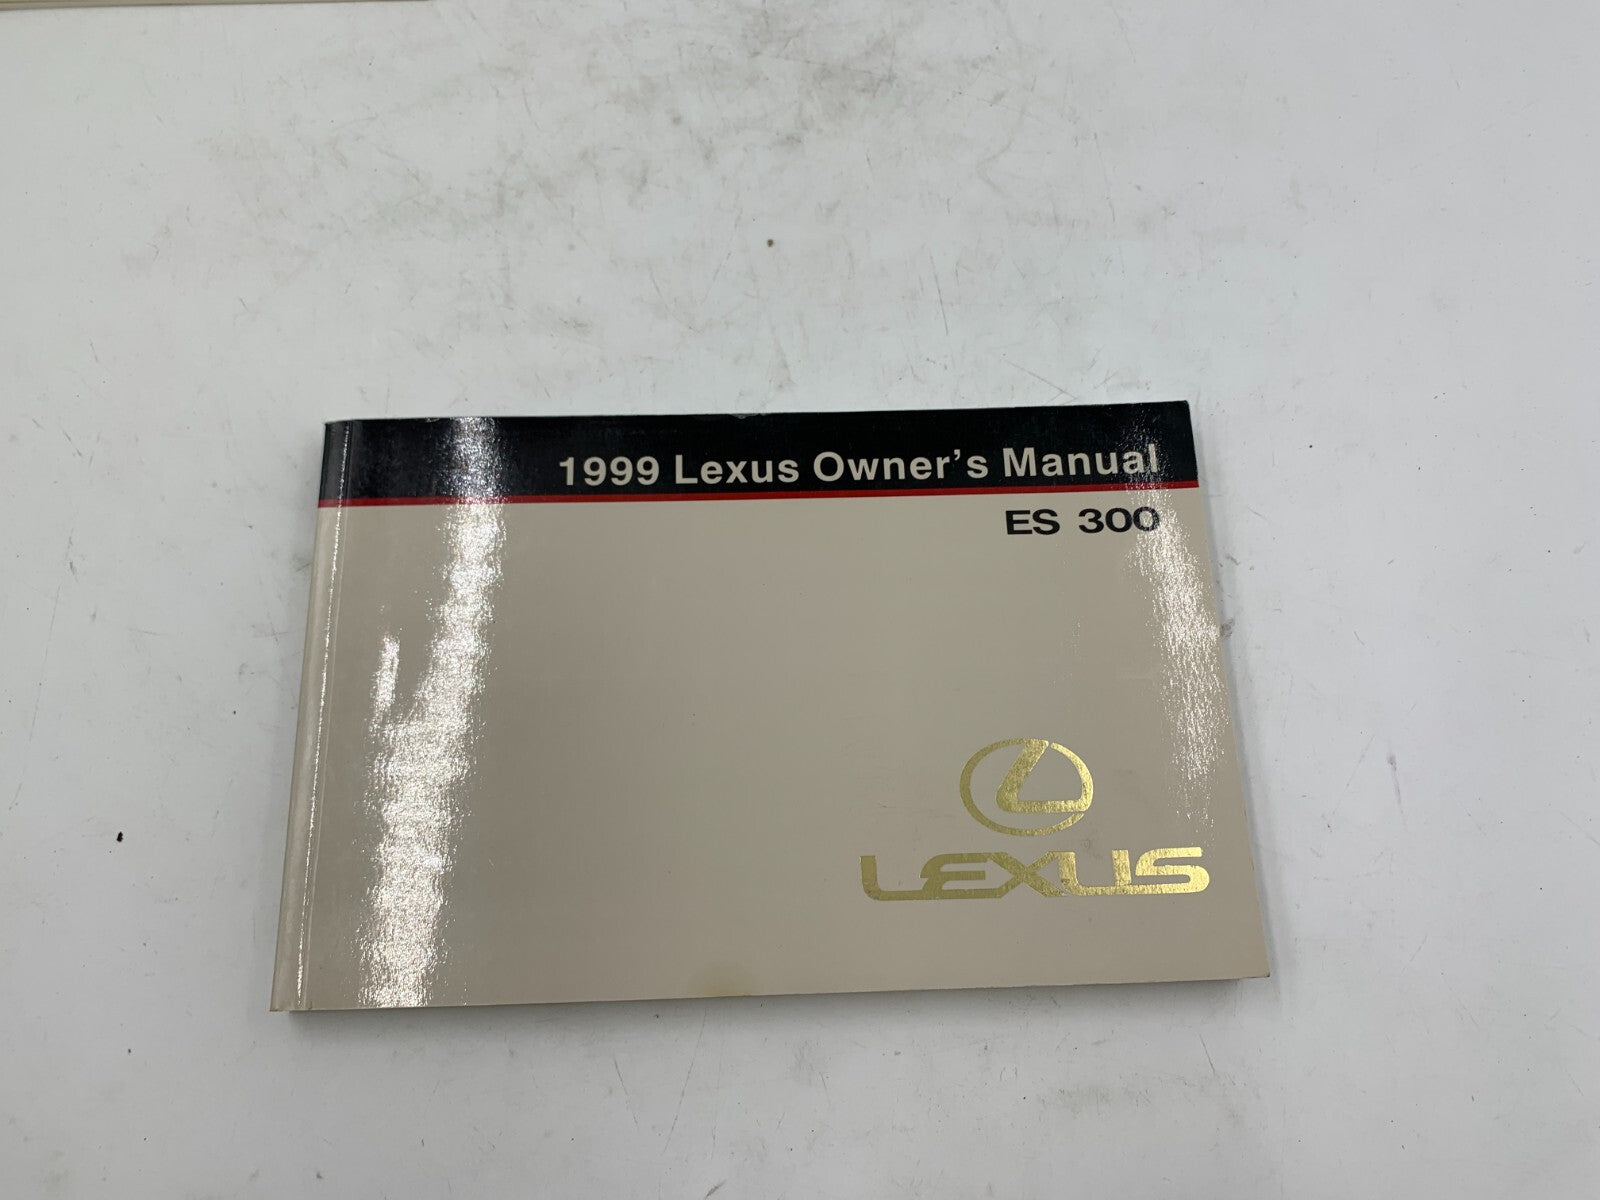 1999 Lexus Owner's Manual
ES 300
LEXUS